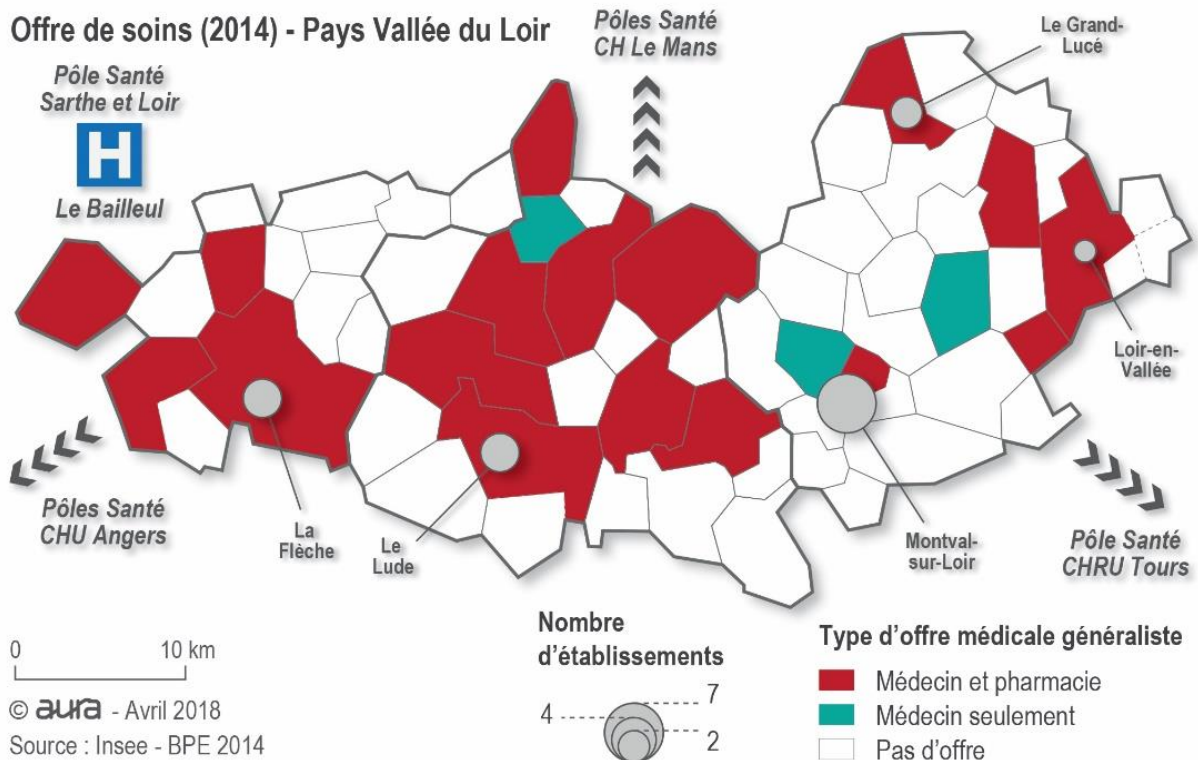 Offre de soins (2014) - Pays Vallée du Loir
Pôle Santé
Sarthe et Loir
H
Le Bailleul
Pôles Santé
CH Le Mans
Le Grand-
Lucé
Loir-en-
Vallée
Pôles Santé
CHU Angers
La
Flèche
Le
Lude
Montval-
sur-Loir
Pôle Santé
CHRU Tours
0 10 km
© aura - Avril 2018
Source : Insee - BPE 2014
Nombre
d'établissements
7
4
2
Type d'offre médicale généraliste
Médecin et pharmacie
Médecin seulement
Pas d'offre